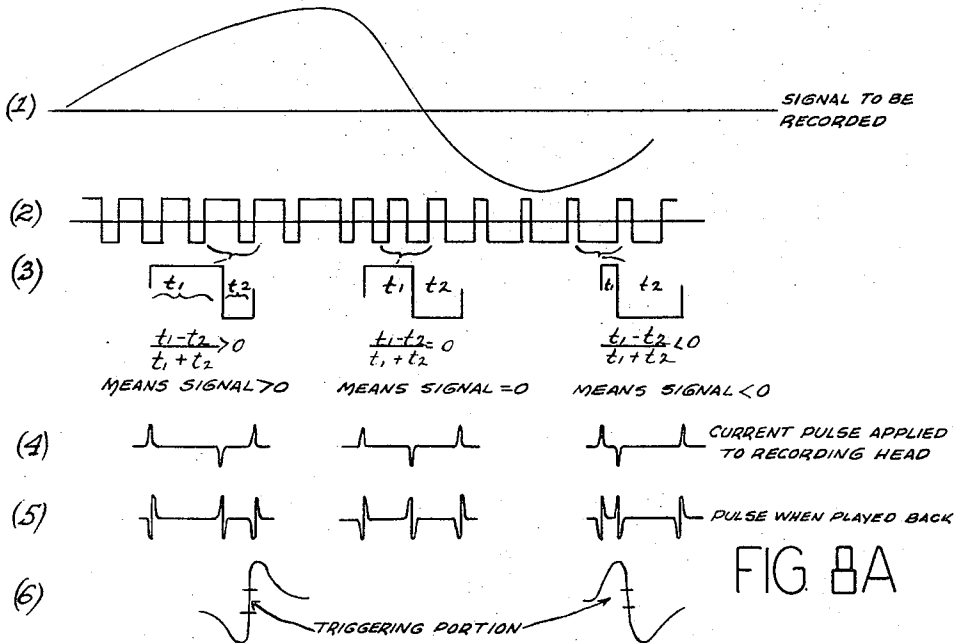 (1)
SIGNAL TO BE
RECORDED
(2)
(3)
t1 t2 t1 t2 t1 t2
t1-t2 / t1+t2 >0 t1-t2 / t1+t2 =0 t1-t2 / t1+t2 <0
MEANS SIGNAL>0 MEANS SIGNAL=0 MEANS SIGNAL<0
(4)
CURRENT PULSE APPLIED
TO RECORDING HEAD
(5)
PULSE WHEN PLAYED BACK
FIG 8A
(6)
TRIGGERING PORTION